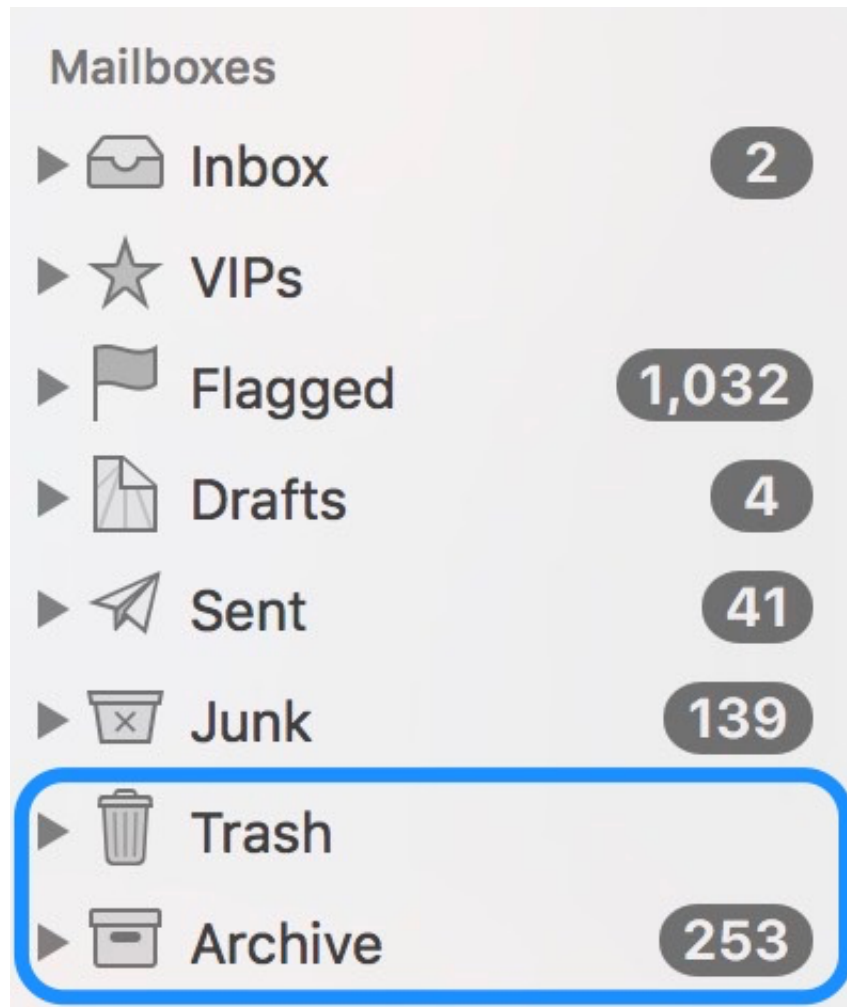 Mailboxes
Inbox 2
VIPs
Flagged 1,032
Drafts 4
Sent 41
Junk 139
Trash
Archive 253